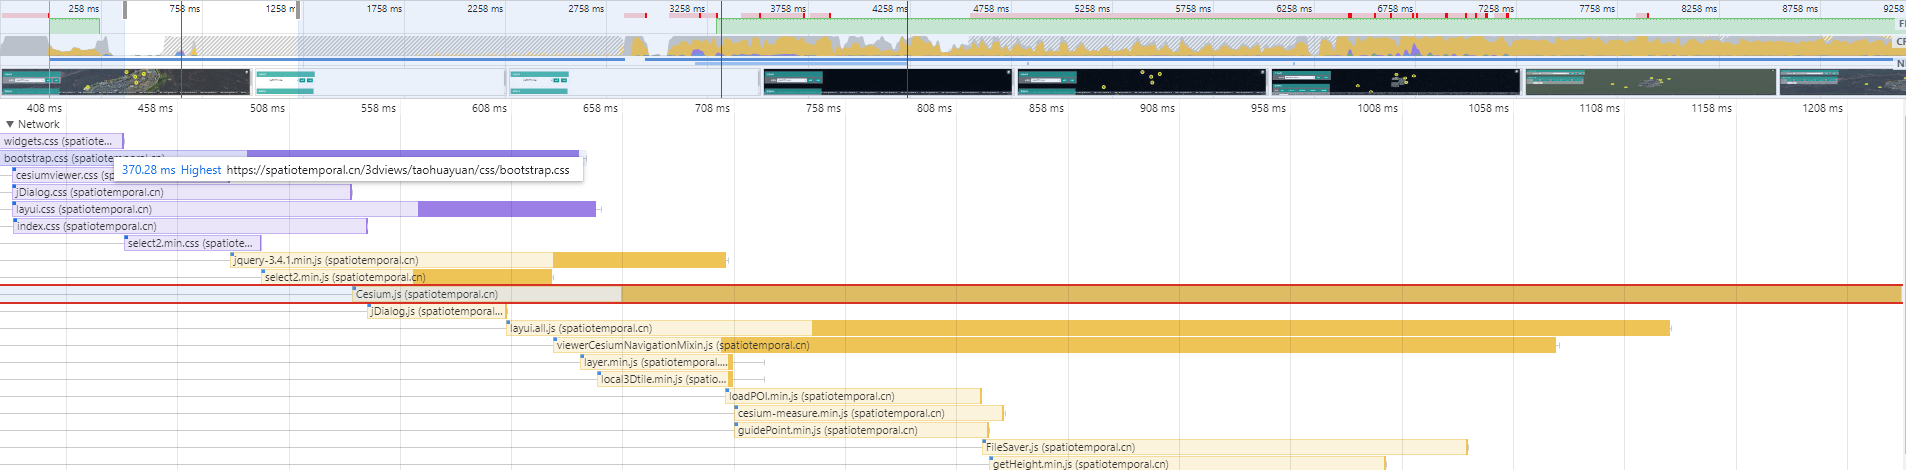 258 ms 758 ms 1258 ms 1758 ms 2258 ms 2758 ms 3258 ms 3758 ms 4258 ms 4758 ms 5258 ms 5758 ms 6258 ms 6758 ms 7258 ms 7758 ms 8258 ms 8758 ms 9258
408 ms 458 ms 508 ms 558 ms 608 ms 658 ms 708 ms 758 ms 808 ms 858 ms 908 ms 958 ms 1008 ms 1058 ms 1108 ms 1158 ms 1208 ms
▼ Network
widgets.css (spatiote...
bootstrap.css (spatiotemporal.cn)
370.28 ms Highest https://spatiotemporal.cn/3dviews/taohuayuan/css/bootstrap.css
cesiumviewer.css (sp
jDialog.css (spatiotemporal.cn)
layui.css (spatiotemporal.cn)
index.css (spatiotemporal.cn)
select2.min.css (spatiote...
jquery-3.4.1.min.js (spatiotemporal.cn)
select2.min.js (spatiotemporal.cn)
Cesium.js (spatiotemporal.cn)
jDialog.js (spatiotemporal...
layui.all.js (spatiotemporal.cn)
viewerCesiumNavigationMixin.js (spatiotemporal.cn)
layer.min.js (spatiotemporal....
local3Dtile.min.js (spatio...
loadPOI.min.js (spatiotemporal.cn)
cesium-measure.min.js (spatiotemporal.cn)
guidePoint.min.js (spatiotemporal.cn)
FileSaver.js (spatiotemporal.cn)
getHeight.min.js (spatiotemporal.cn)